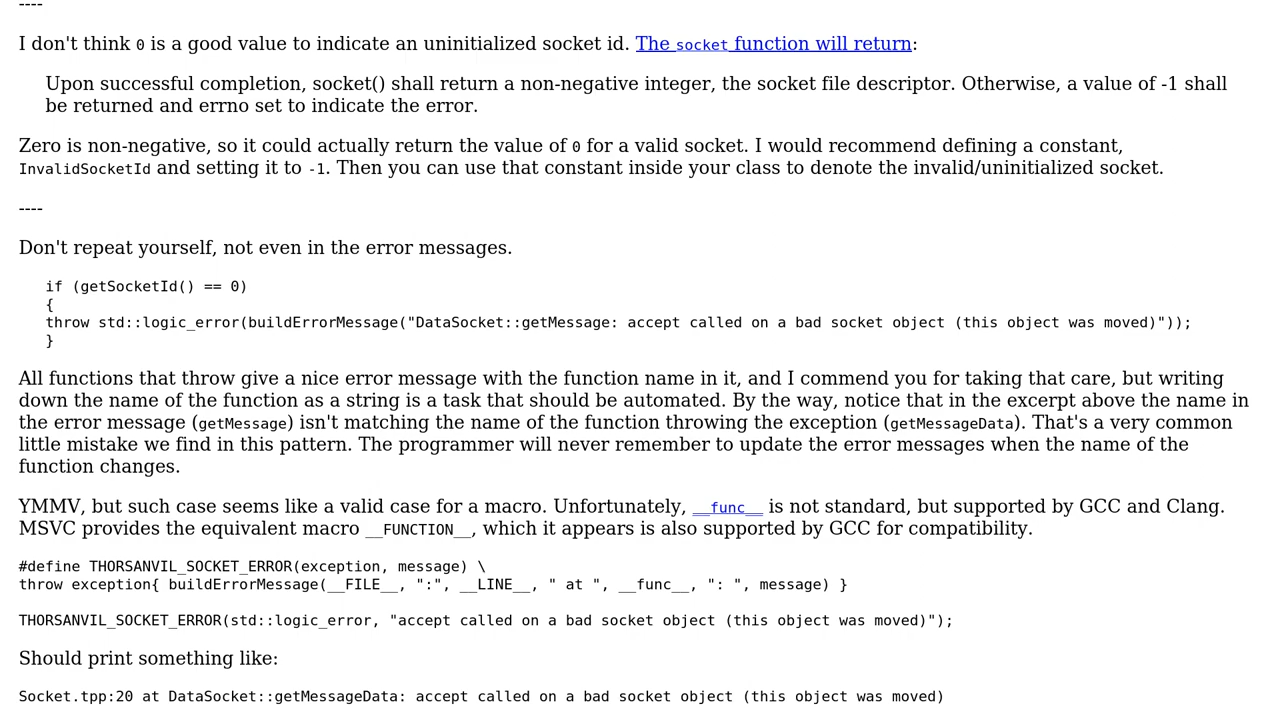 ----
I don't think 0 is a good value to indicate an uninitialized socket id. The socket function will return:
Upon successful completion, socket() shall return a non-negative integer, the socket file descriptor. Otherwise, a value of -1 shall
be returned and errno set to indicate the error.
Zero is non-negative, so it could actually return the value of 0 for a valid socket. I would recommend defining a constant,
InvalidSocketId and setting it to -1. Then you can use that constant inside your class to denote the invalid/uninitialized socket.
----
Don't repeat yourself, not even in the error messages.
if (getSocketId() == 0)
{
throw std::logic_error(buildErrorMessage("DataSocket::getMessage: accept called on a bad socket object (this object was moved)"));
}
All functions that throw give a nice error message with the function name in it, and I commend you for taking that care, but writing
down the name of the function as a string is a task that should be automated. By the way, notice that in the excerpt above the name in
the error message (getMessage) isn't matching the name of the function throwing the exception (getMessageData). That's a very common
little mistake we find in this pattern. The programmer will never remember to update the error messages when the name of the
function changes.
YMMV, but such case seems like a valid case for a macro. Unfortunately, __func__ is not standard, but supported by GCC and Clang.
MSVC provides the equivalent macro __FUNCTION__, which it appears is also supported by GCC for compatibility.
#define THORSANVIL_SOCKET_ERROR(exception, message) \
throw exception{ buildErrorMessage(__FILE__, ":", __LINE__, " at ", __func__, ": ", message) }
THORSANVIL_SOCKET_ERROR(std::logic_error, "accept called on a bad socket object (this object was moved)");
Should print something like:
Socket.tpp:20 at DataSocket::getMessageData: accept called on a bad socket object (this object was moved)